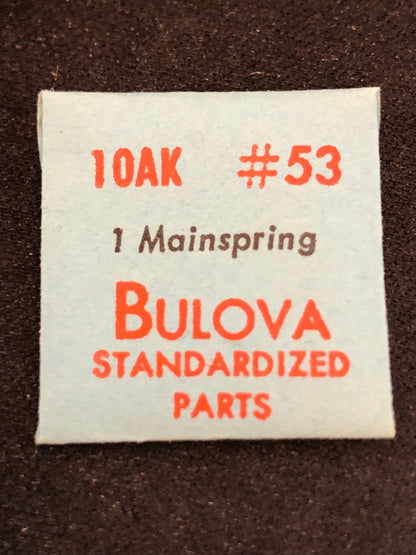 10AK #53
1 Mainspring
BULOVA
STANDARDIZED
PARTS